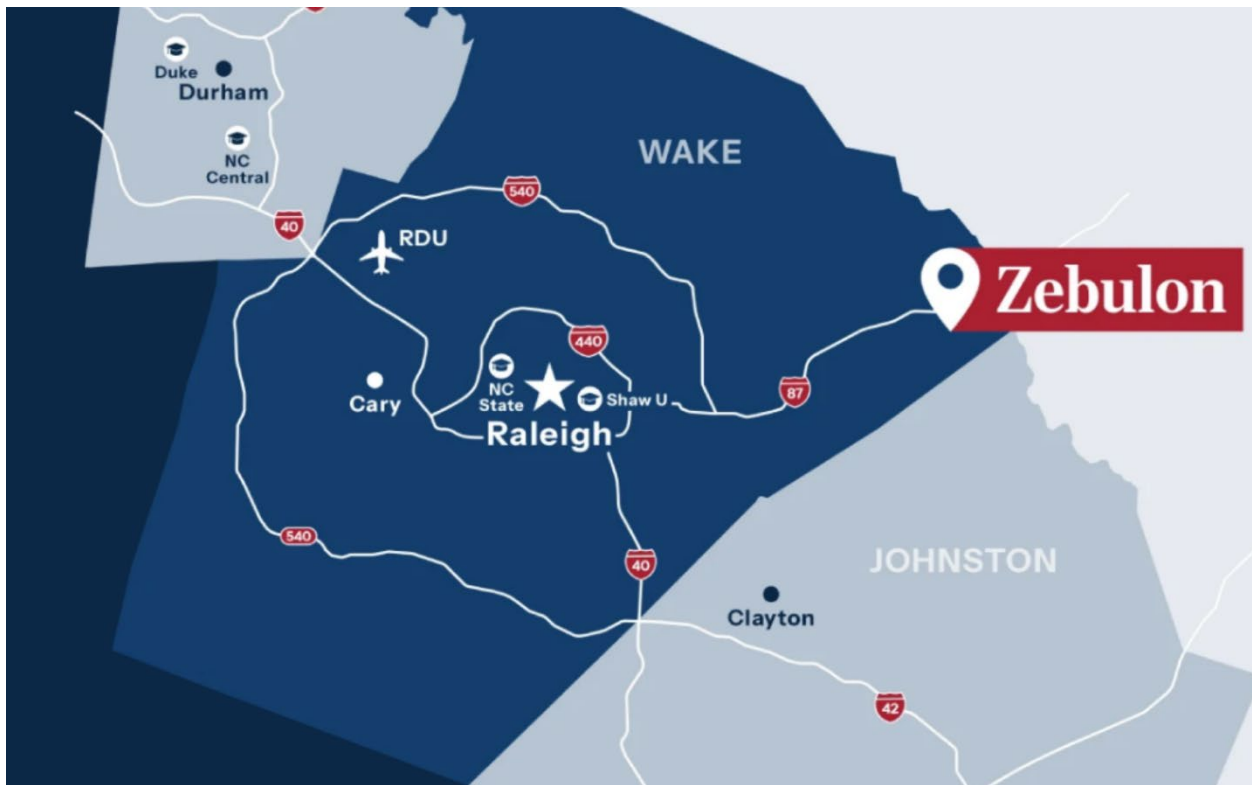 Duke
Durham
NC
Central
WAKE
540
40
RDU
Zebulon
440
NC
State
Shaw U
87
Cary
Raleigh
540
40
JOHNSTON
Clayton
42